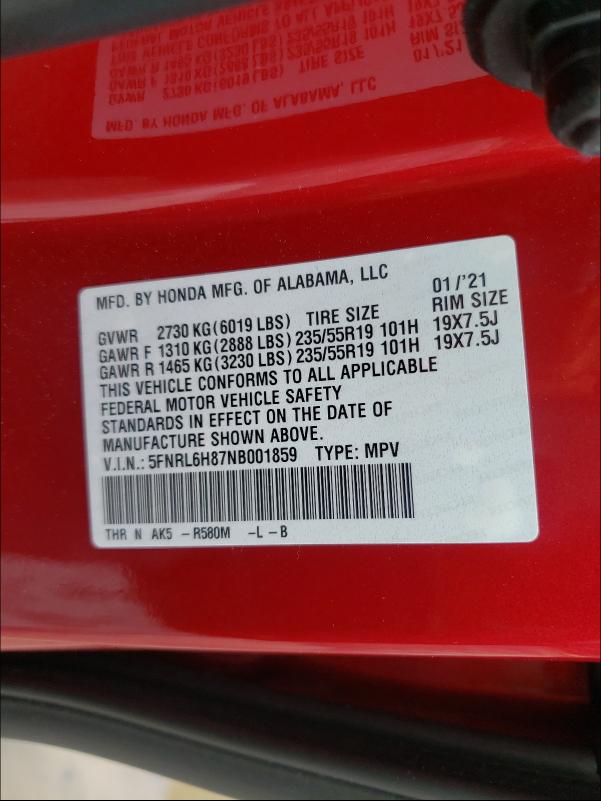 MFD. BY HONDA MFG. OF ALABAMA, LLC 01/'21
GVWR 2730 KG(6019 LBS) TIRE SIZE RIM SIZE
GAWR F 1310 KG(2888 LBS) 235/55R19 101H 19X7.5J
GAWR R 1465 KG(3230 LBS) 235/55R19 101H 19X7.5J
THIS VEHICLE CONFORMS TO ALL APPLICABLE
FEDERAL MOTOR VEHICLE SAFETY
STANDARDS IN EFFECT ON THE DATE OF
MANUFACTURE SHOWN ABOVE.
V.I.N.: 5FNRL6H87NB001859 TYPE: MPV
THR N AK5 -R580M -L -B